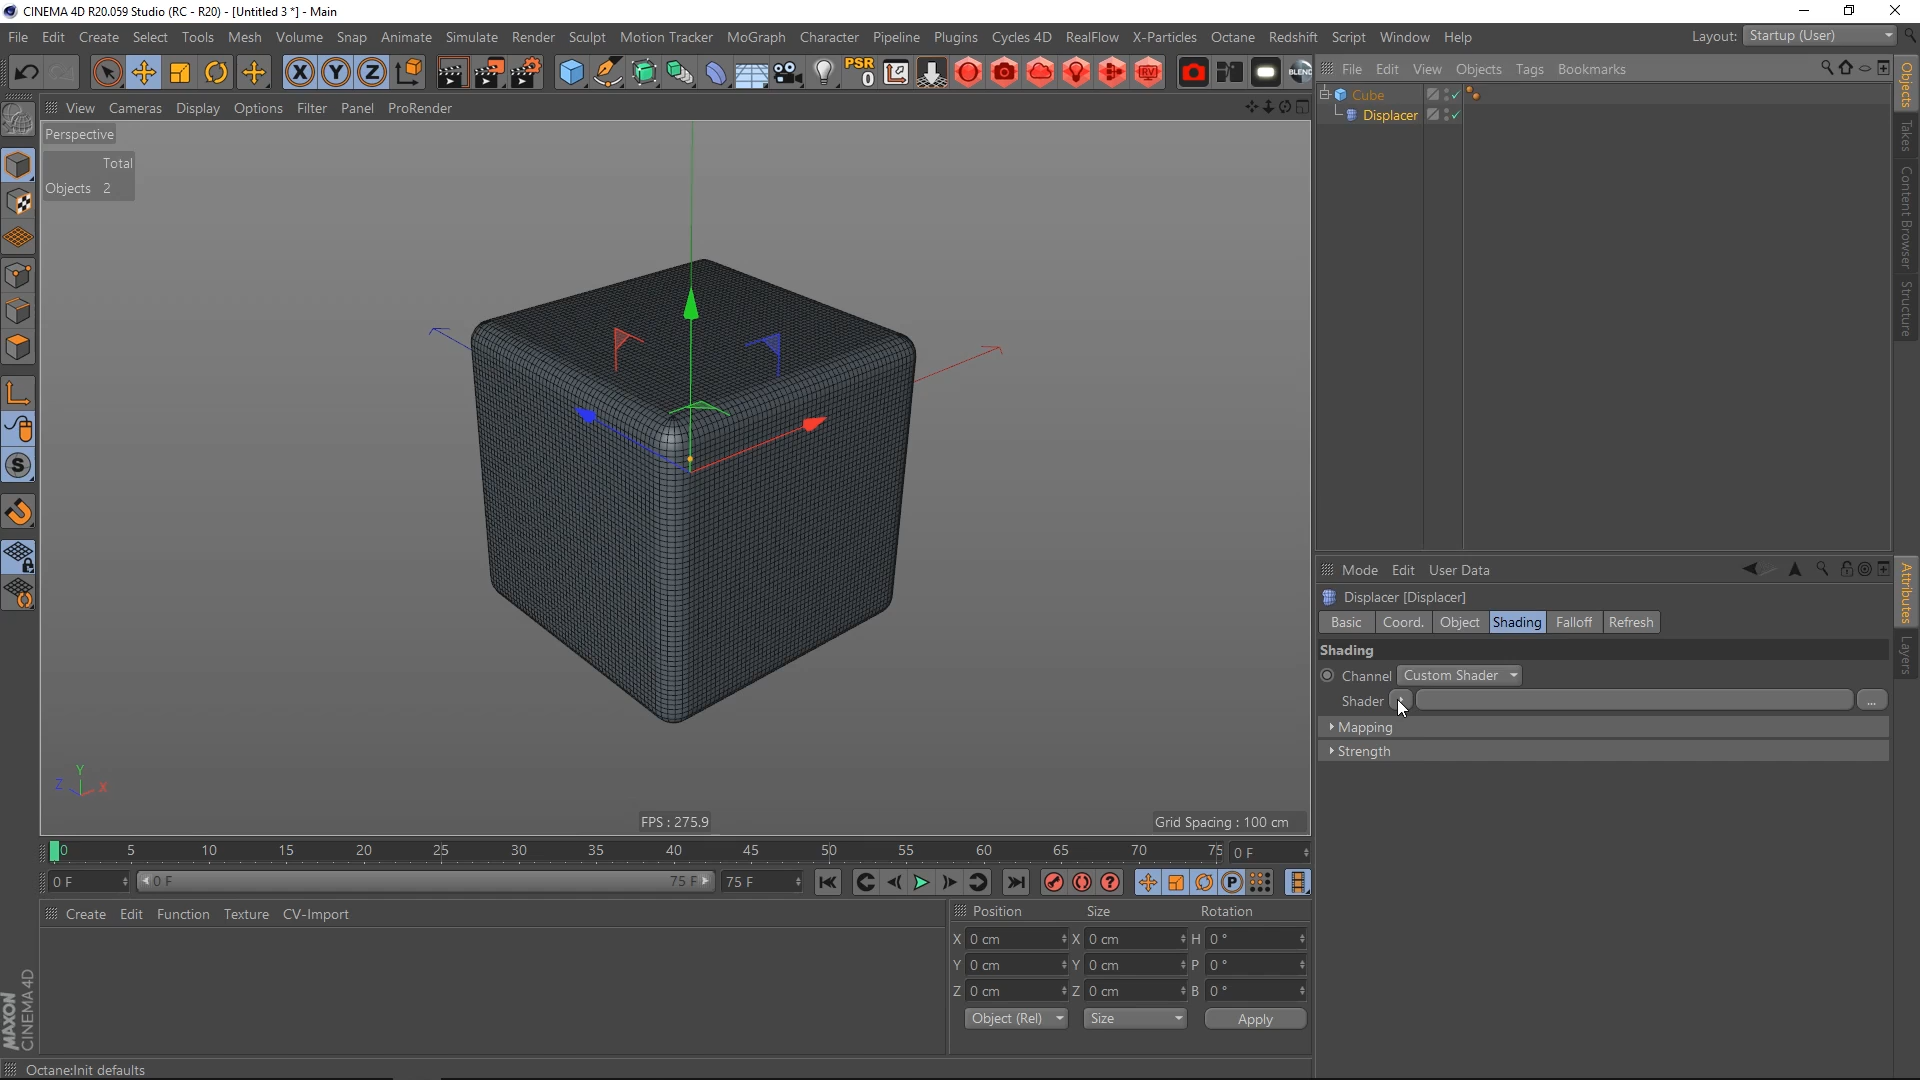 CINEMA 4D R20.059 Studio (RC - R20) - [Untitled 3 *] - Main
File Edit Create Select Tools Mesh Volume Snap Animate Simulate Render Sculpt Motion Tracker MoGraph Character Pipeline Plugins Cycles 4D RealFlow X-Particles Octane Redshift Script Window Help
Layout: Startup (User)
X Y Z
PSR
0
RV
BLEND
File Edit View Objects Tags Bookmarks
View Cameras Display Options Filter Panel ProRender
Perspective
Total
Objects 2
Cube
Displacer
Objects
Takes
Content Browser
Structure
S
Y
Z X
FPS : 275.9
Grid Spacing : 100 cm
Mode Edit User Data
Displacer [Displacer]
Basic Coord. Object Shading Falloff Refresh
Shading
Channel Custom Shader
Shader ...
Mapping
Strength
Attributes
Layers
0 5 10 15 20 25 30 35 40 45 50 55 60 65 70 75 0 F
0 F 0 F 75 F 75 F
P
Create Edit Function Texture CV-Import
Position Size Rotation
X 0 cm X 0 cm H 0 °
Y 0 cm Y 0 cm P 0 °
Z 0 cm Z 0 cm B 0 °
Object (Rel) Size Apply
MAXON
CINEMA 4D
Octane:Init defaults